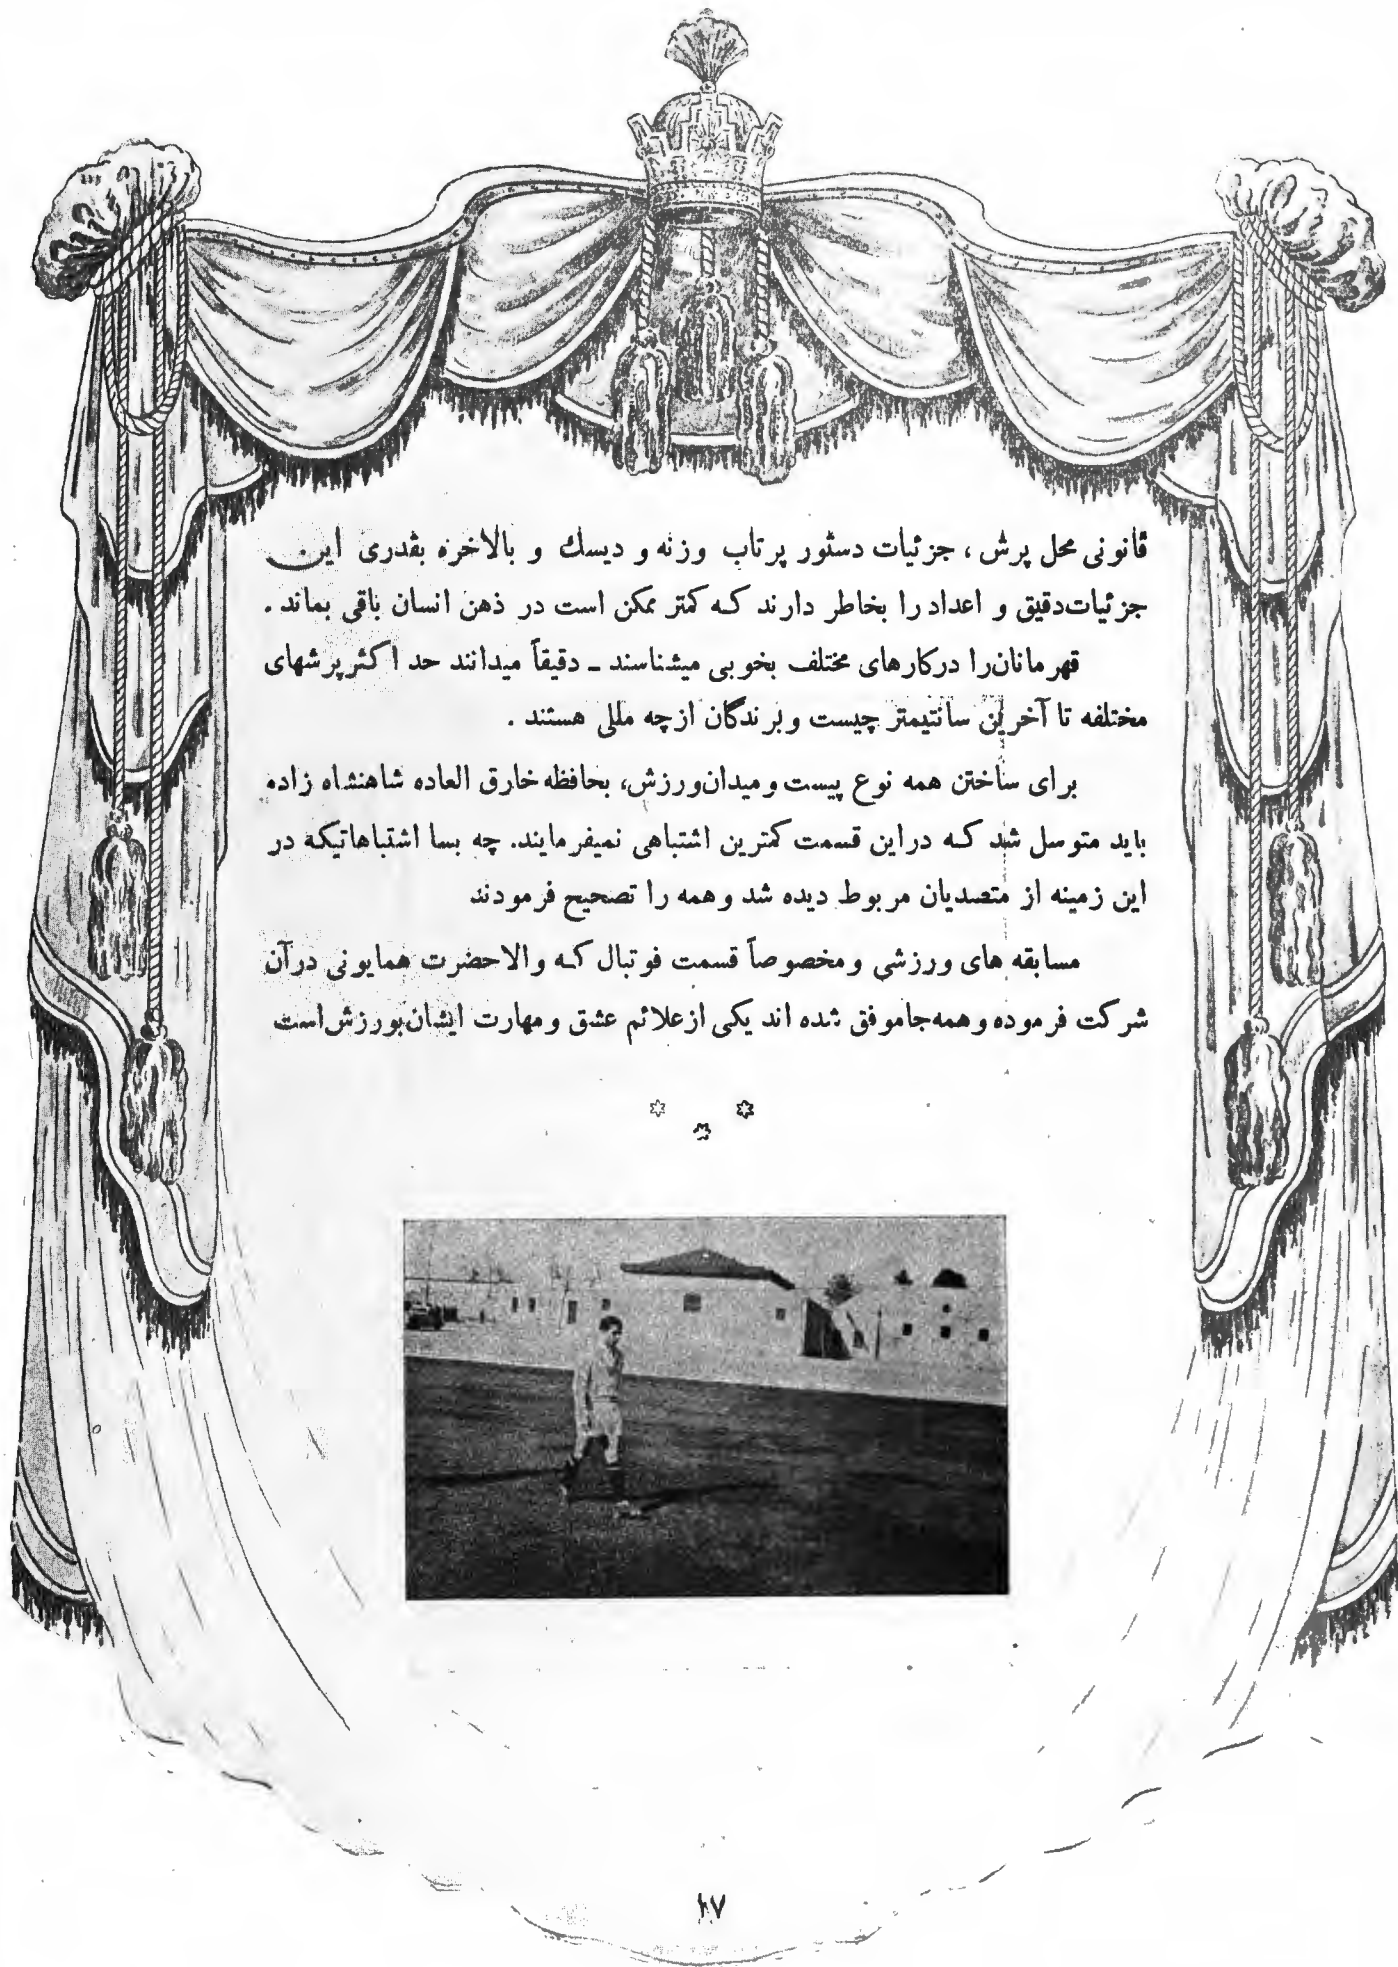 قانونی محل پرش ، جزئیات دستور پرتاب وزنه و دیسك و بالاخره بقدری این
جزئیات‌دقیق و اعداد را بخاطر دارند که کمتر ممکن است در ذهن انسان باقی بماند .
قهرمانان‌را درکارهای مختلف بخوبی میشناسند ـ دقیقاً میدانند حد اکثر پرشهای
مختلفه تا آخرین سانتیمتر چیست و برندگان ازچه مللی هستند .
برای ساختن همه نوع پیست و میدان‌ورزش، بحافظه خارق العاده شاهنشاه زاده
باید متوسل شد که دراین قسمت کمترین اشتباهی نمیفرمایند. چه بسا اشتباهاتیکه در
این زمینه از متصدیان مربوط دیده شد و همه را تصحیح فرمودند
مسابقه های ورزشی و مخصوصاً قسمت فوتبال که والاحضرت همایونی درآن
شرکت فرموده و همه‌جاموفق شده اند یکی ازعلائم عشق و مهارت ایشان‌بورزش‌است